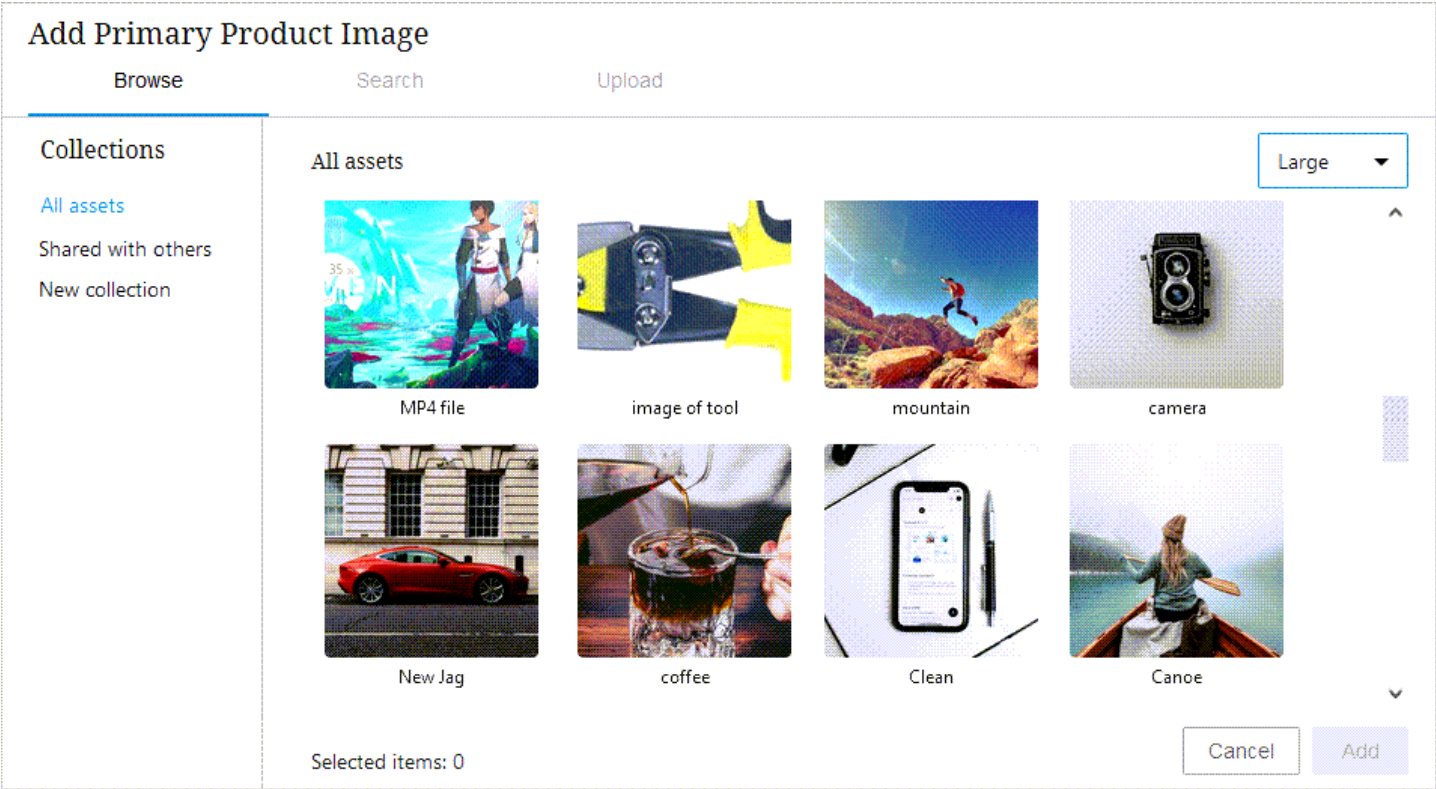 Add Primary Product Image
Browse
Search
Upload
Collections
All assets
Shared with others
New collection
All assets
Large
35
MP4 file
image of tool
mountain
camera
New Jag
coffee
Clean
Canoe
Selected items: 0
Cancel
Add